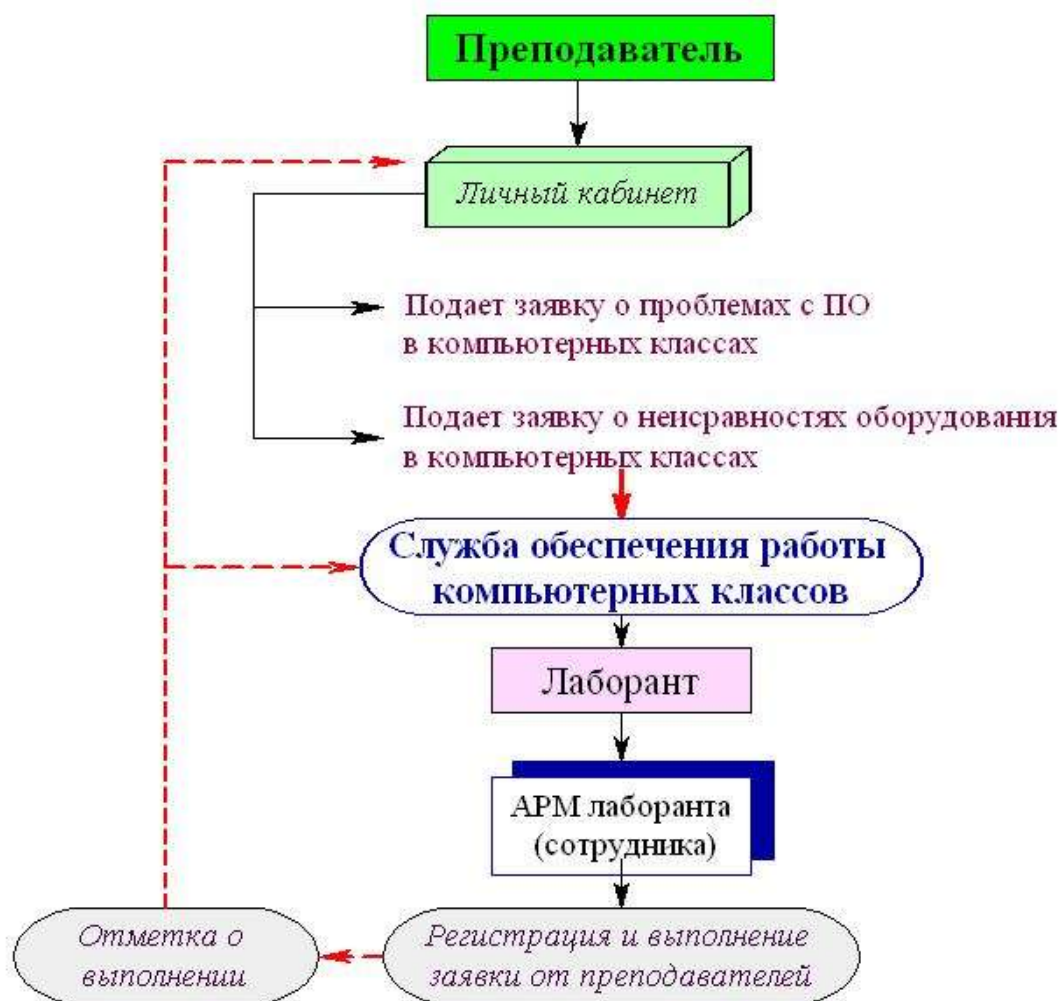 Преподаватель
Личный кабинет
Подает заявку о проблемах с ПО
в компьютерных классах
Подает заявку о неисравностях оборудования
в компьютерных классах
Служба обеспечения работы
компьютерных классов
Лаборант
АРМ лаборанта
(сотрудника)
Отметка о
выполнении
Регистрация и выполнение
заявки от преподавателей